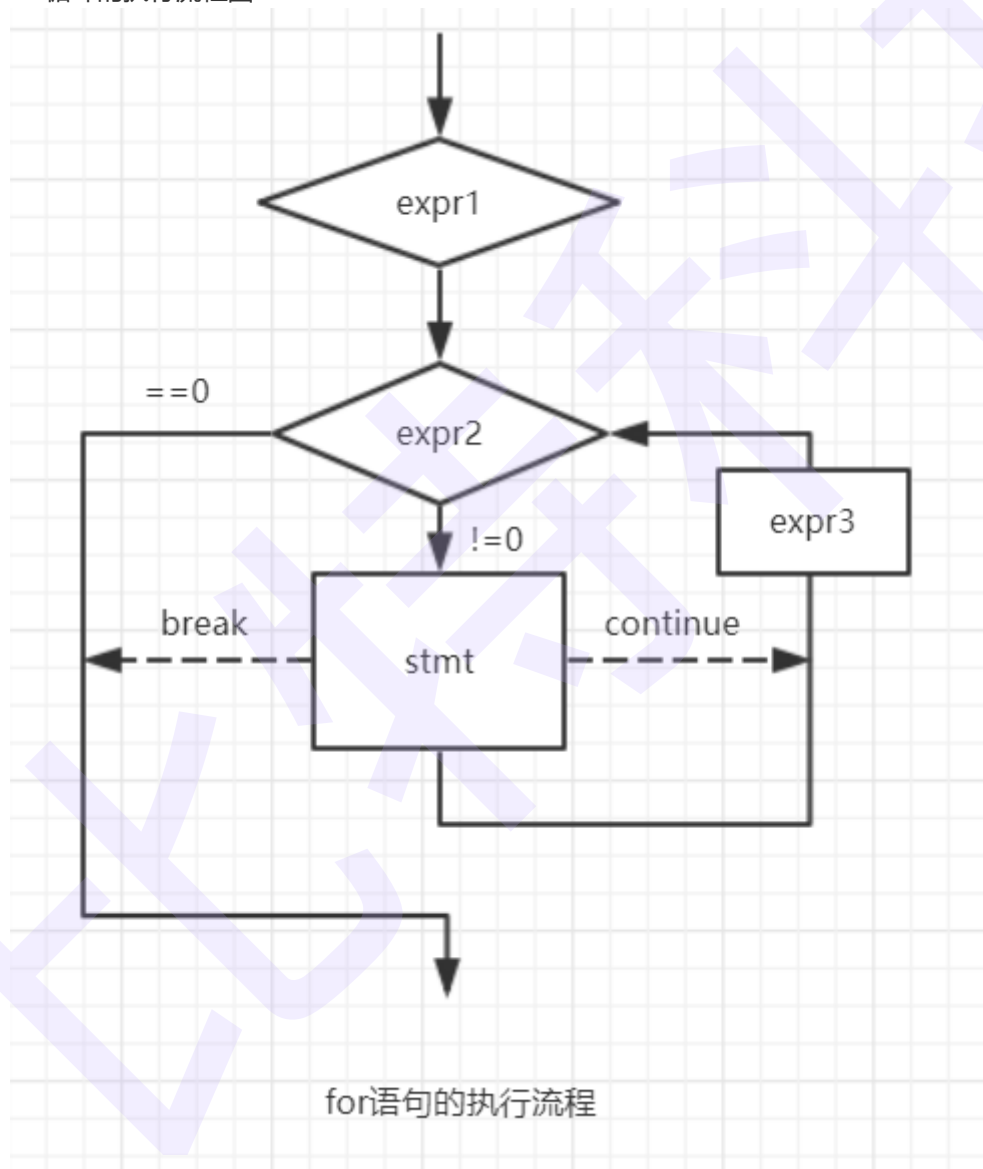 expr1
==0
expr2
!=0
expr3
break
continue
stmt
for语句的执行流程